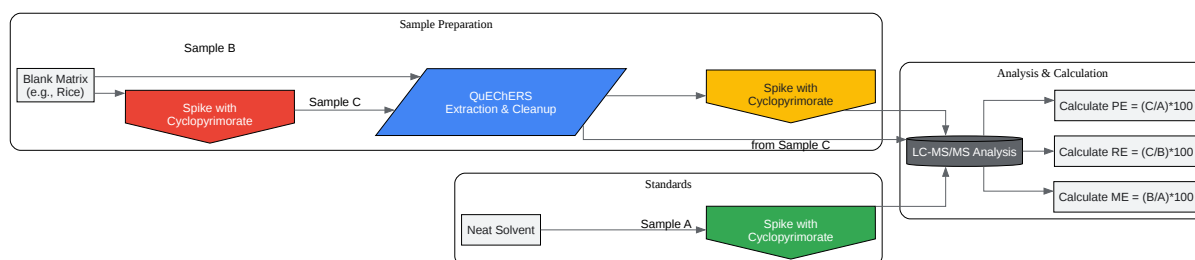 Sample Preparation
Sample B
Blank Matrix
(e.g., Rice)
Spike with
Cyclopyrimorate
Sample C
QuEChERS
Extraction & Cleanup
Spike with
Cyclopyrimorate
from Sample C
Analysis & Calculation
LC-MS/MS Analysis
Calculate PE = (C/A)*100
Calculate RE = (C/B)*100
Calculate ME = (B/A)*100
Standards
Neat Solvent
Sample A
Spike with
Cyclopyrimorate